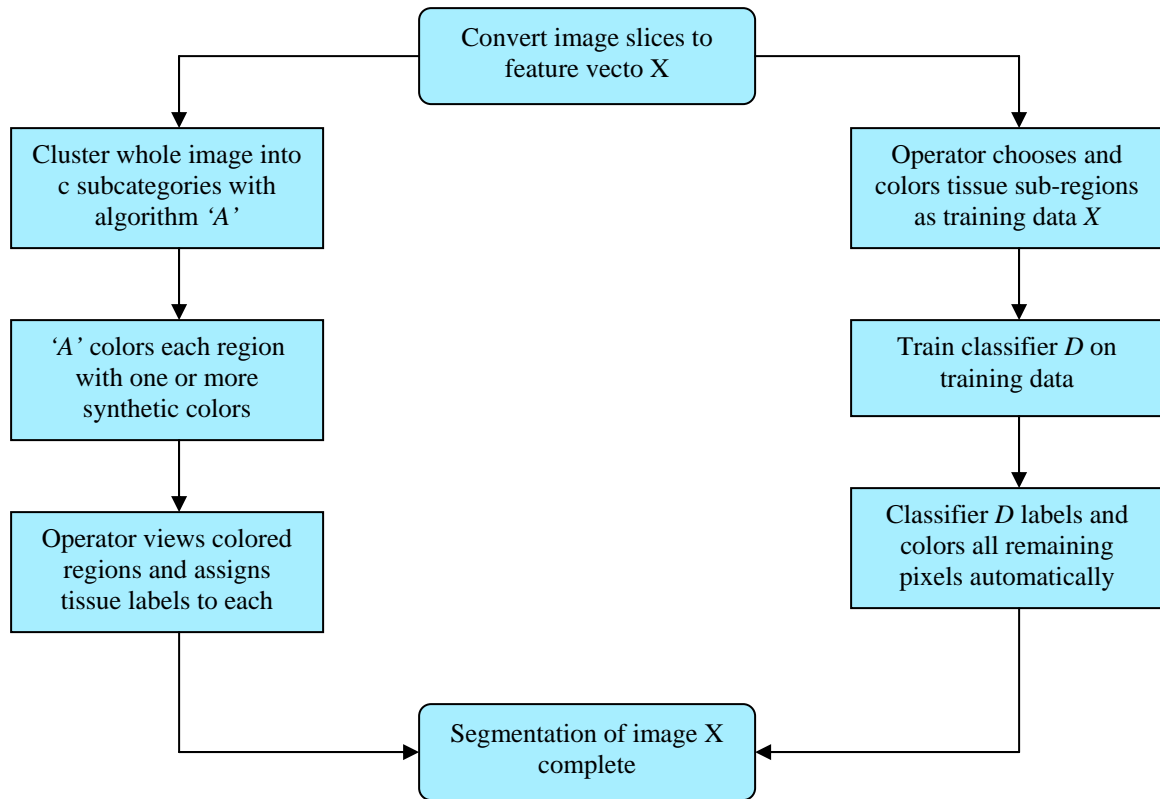 Convert image slices to
feature vecto X
Cluster whole image into
c subcategories with
algorithm ‘A’
‘A’ colors each region
with one or more
synthetic colors
Operator views colored
regions and assigns
tissue labels to each
Operator chooses and
colors tissue sub-regions
as training data X
Train classifier D on
training data
Classifier D labels and
colors all remaining
pixels automatically
Segmentation of image X
complete